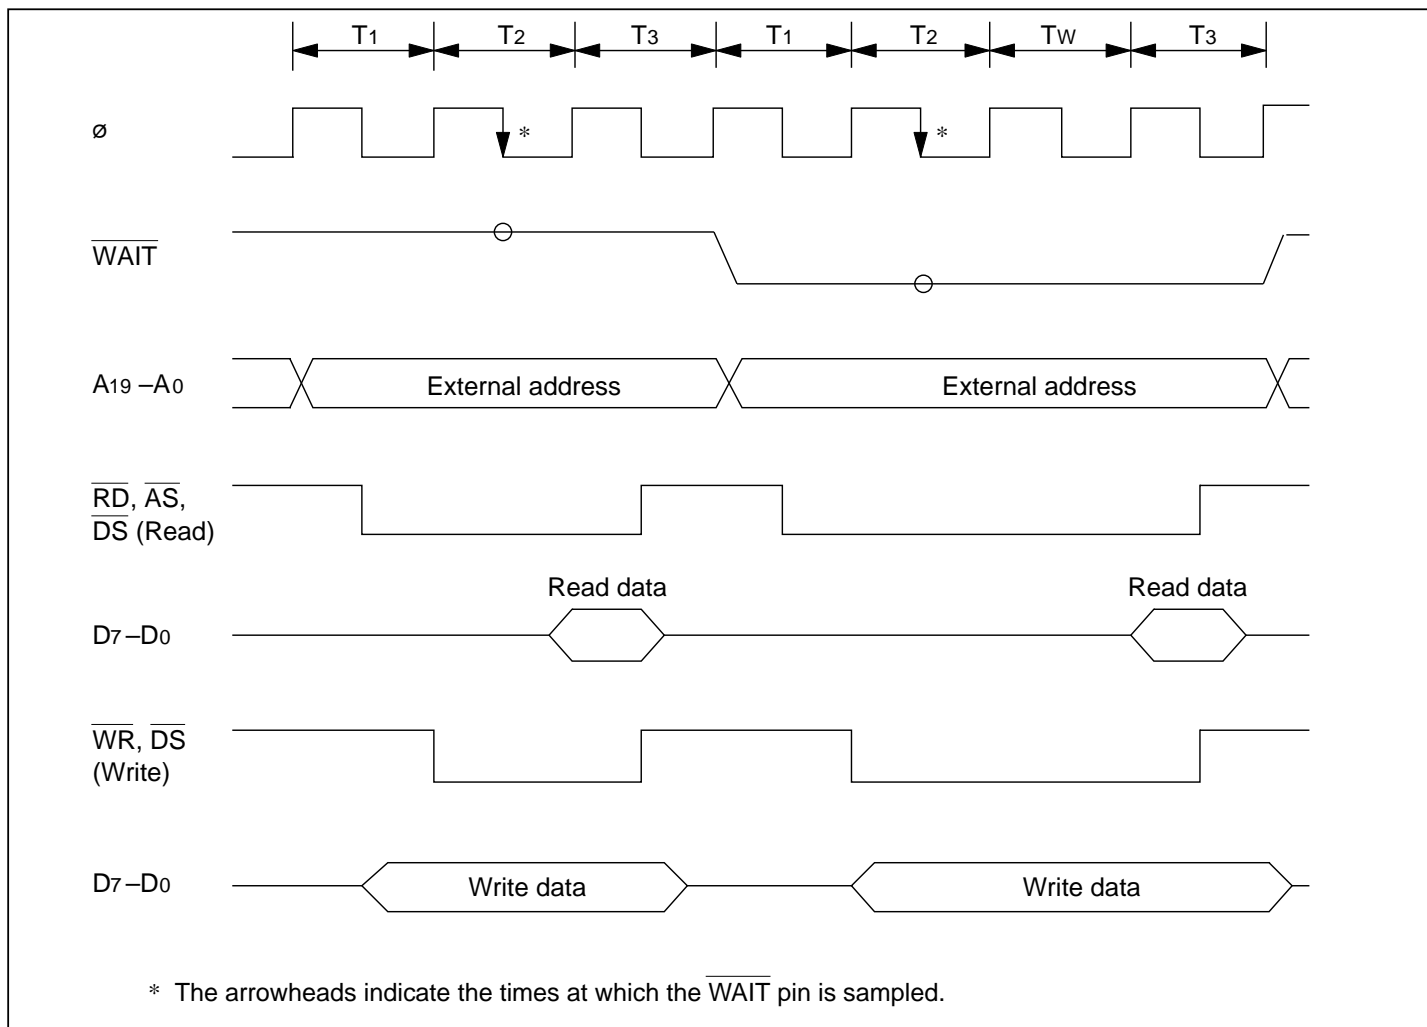 T1 T2 T3 T1 T2 TW T3
ø * *
WAIT
A19 –A0 External address External address
RD, AS,
DS (Read)
Read data Read data
D7–D0
WR, DS
(Write)
D7–D0 Write data Write data
* The arrowheads indicate the times at which the WAIT pin is sampled.